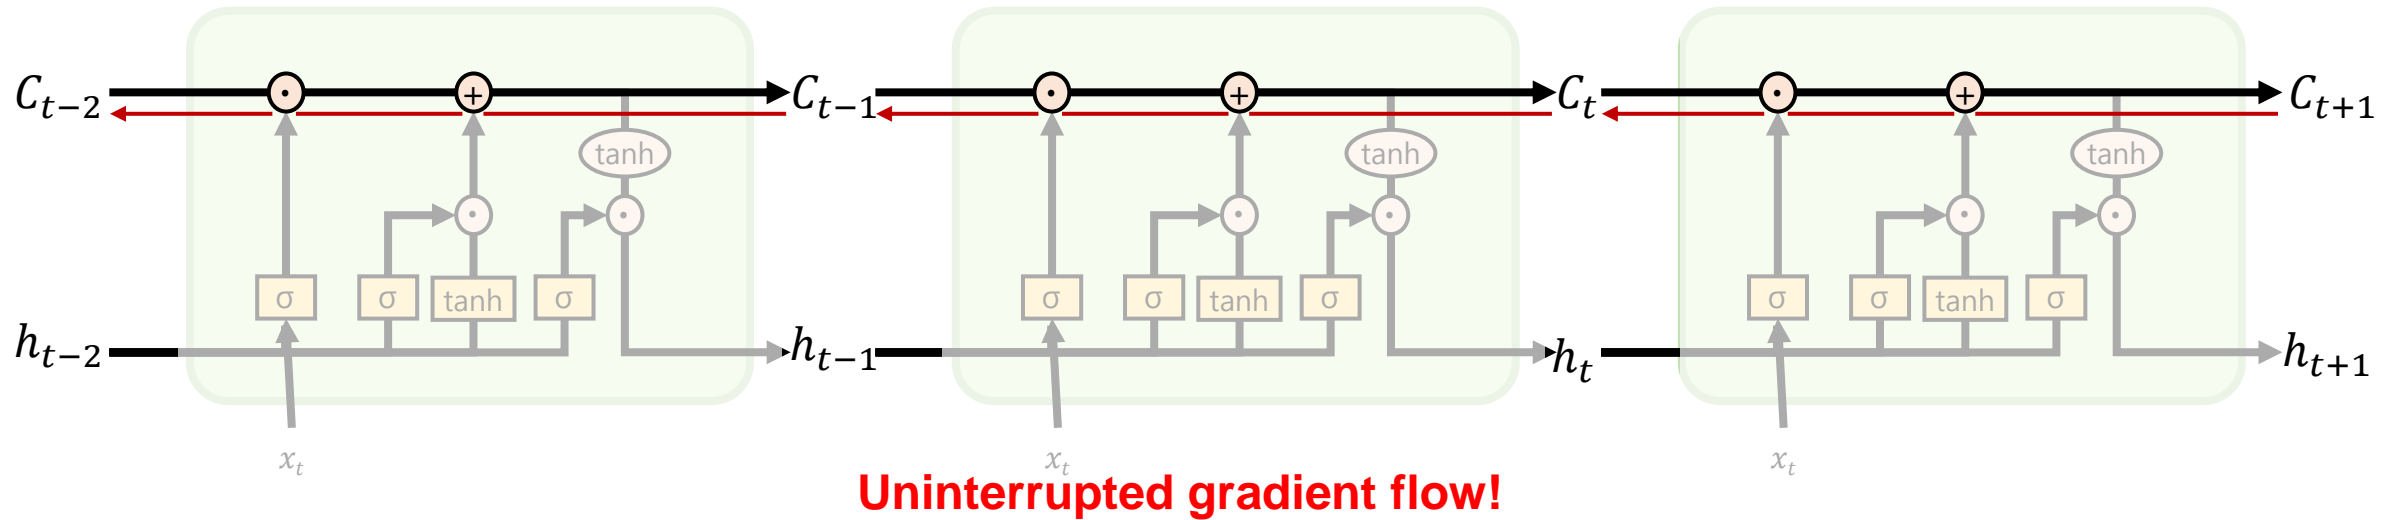 C_{t−2} · + C_{t−1} · + C_t · + C_{t+1}
tanh tanh tanh
· · · · · ·
σ σ tanh σ σ σ tanh σ σ σ tanh σ
h_{t−2} h_{t−1} h_t h_{t+1}
x_t x_t x_t
Uninterrupted gradient flow!